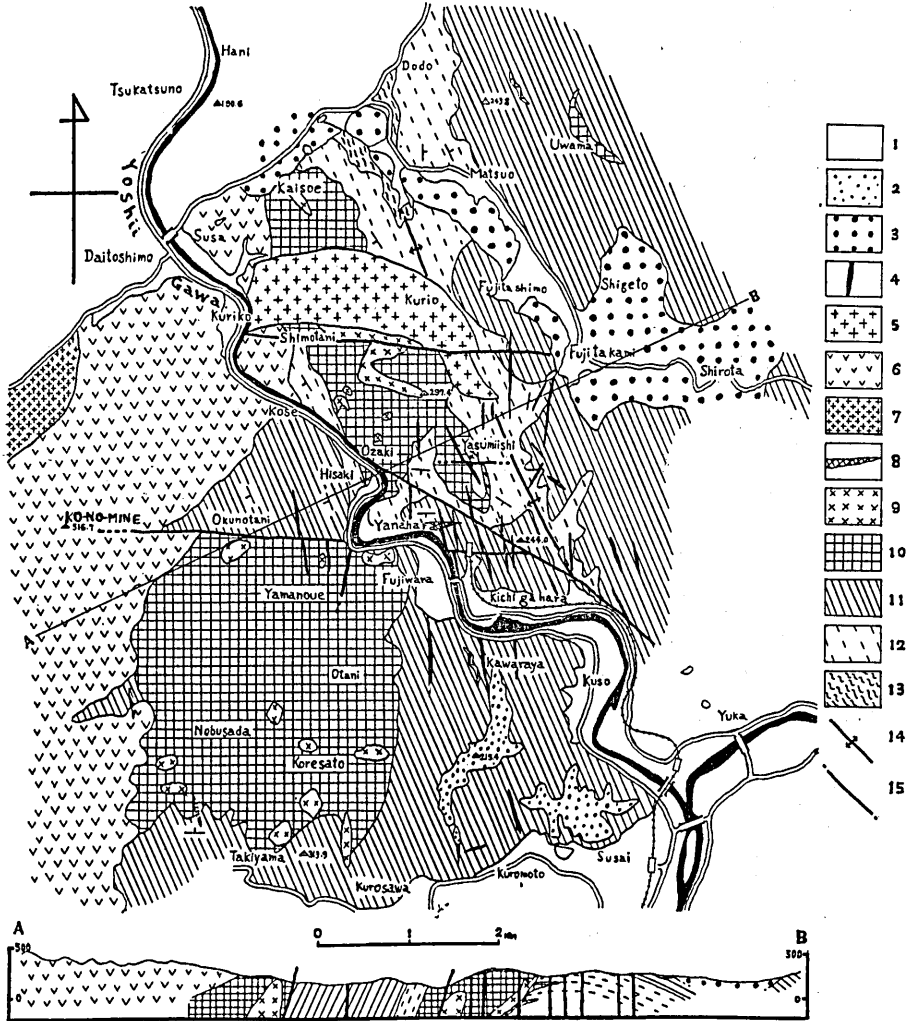 Hani
Dodo
Tsukatsuno
Uwama
Yoshii
Matsuo
Kaisoe
Susa
Daitoshimo
Gawa
Fujitashimo
Shigeto
Kurio
B
Kuriko
Shimotani
Fujitakami
Shirota
Kose
Yasumiishi
Ozaki
Hisaki
Okunotani
KO-NO-MINE
Yanahara
Fujiwara
Yamanoue
Kichigahara
A
Kawaraya
Otani
Kuso
Yuka
Nobusada
Koresato
Susai
Takiyama
Kuromoto
Kurosawa
1
2
3
4
5
6
7
8
9
10
11
12
13
14
15
A
0 1 2 km
B
300
0